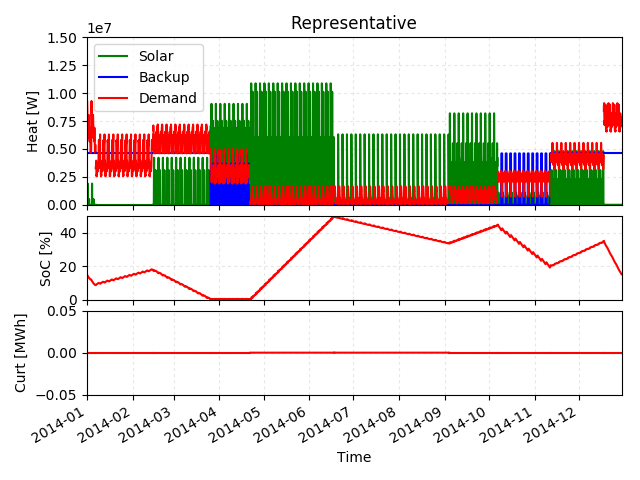 Representative
1e7
1.50
1.25
1.00
0.75
0.50
0.25
0.00
Heat [W]
Solar
Backup
Demand
40
20
0
SoC [%]
0.05
0.00
−0.05
Curt [MWh]
2014-01
2014-02
2014-03
2014-04
2014-05
2014-06
2014-07
2014-08
2014-09
2014-10
2014-11
2014-12
Time